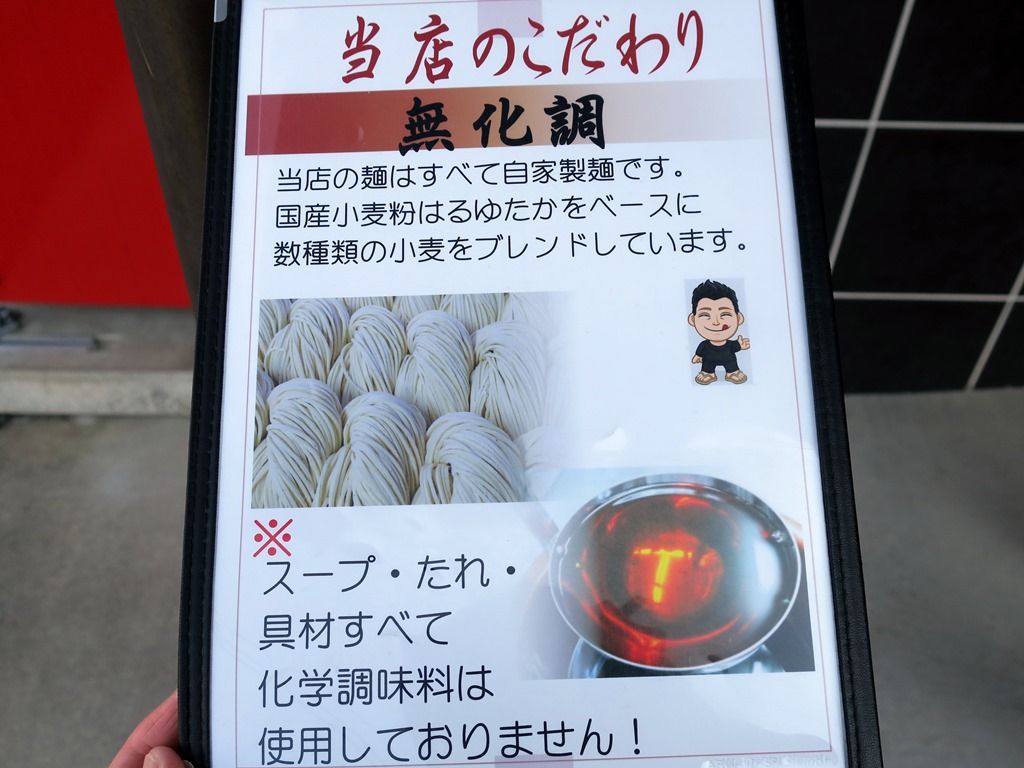 当店のこだわり
無化調
当店の麺はすべて自家製麺です。
国産小麦粉はるゆたかをベースに
数種類の小麦をブレンドしています。
※
スープ・たれ・
具材すべて
化学調味料は
使用しておりません！